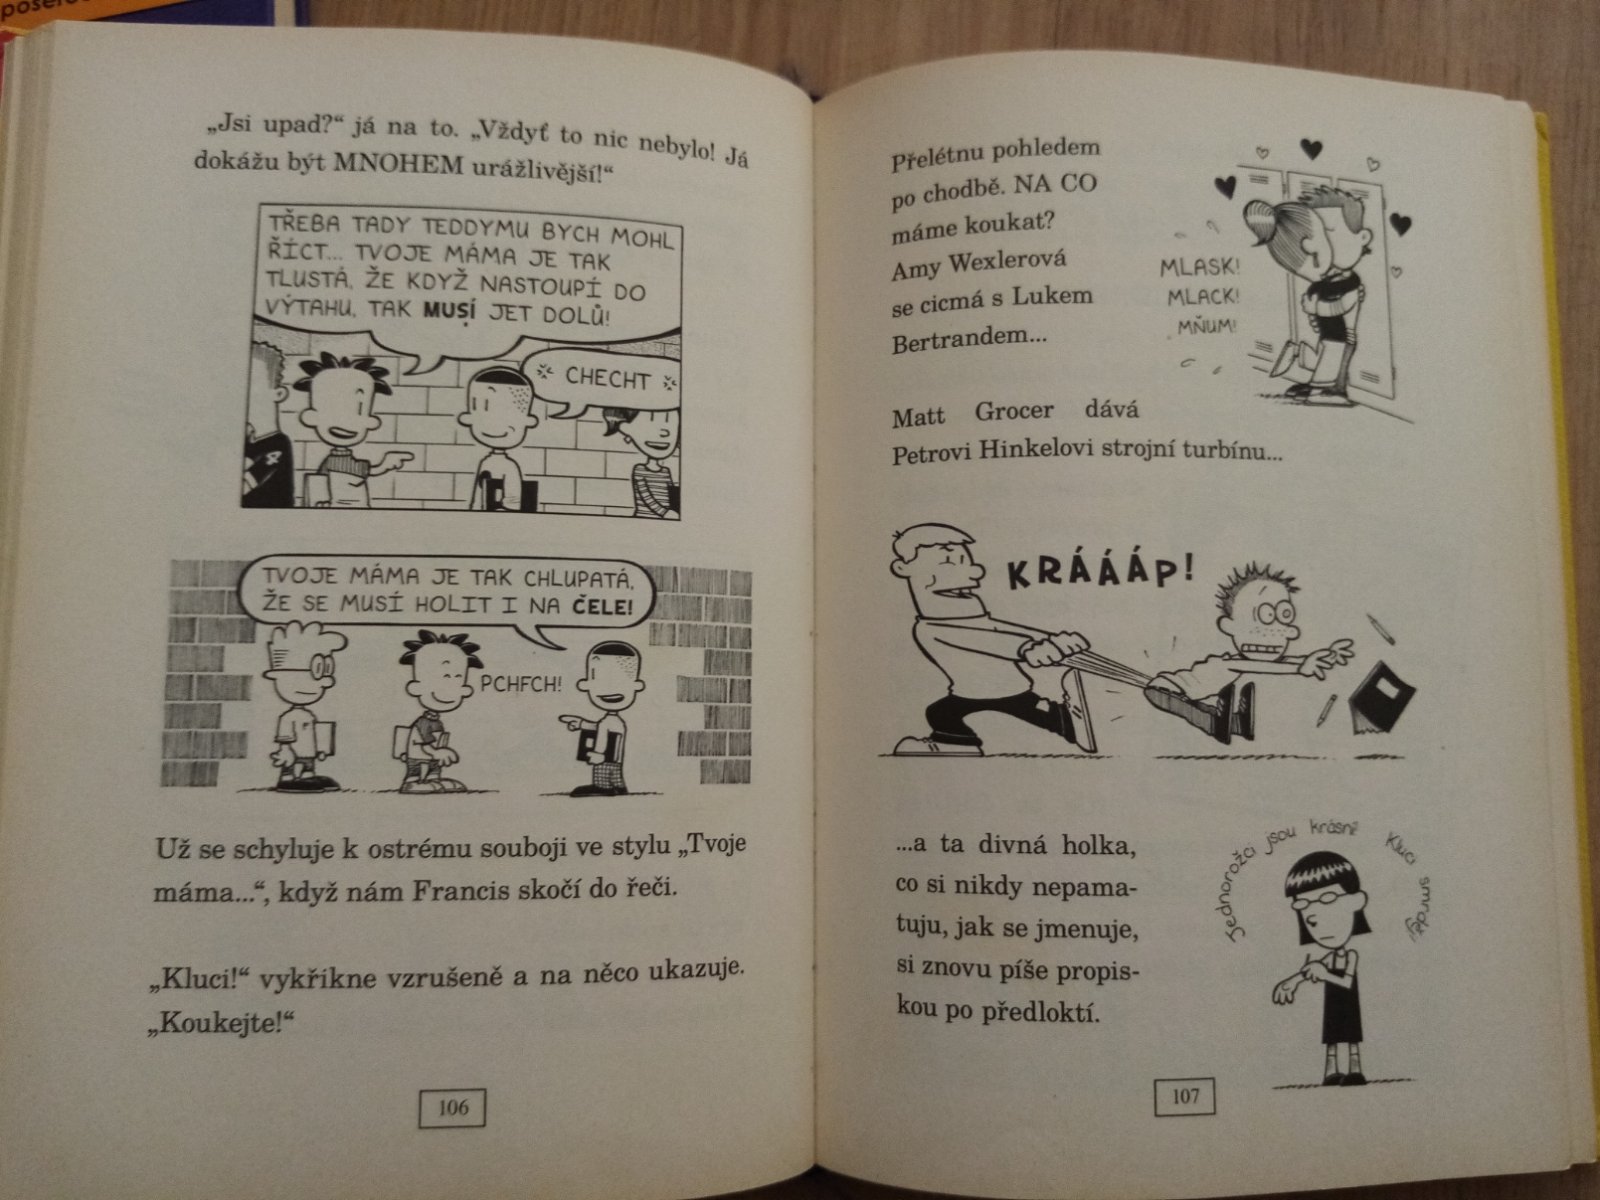 „Jsi upad?“ já na to. „Vždyť to nic nebylo! Já
dokážu být MNOHEM urážlivější!“
TŘEBA TADY TEDDYMU BYCH MOHL
ŘÍCT... TVOJE MÁMA JE TAK
TLUSTÁ, ŽE KDYŽ NASTOUPÍ DO
VÝTAHU, TAK MUSÍ JET DOLŮ!
CHECHT
TVOJE MÁMA JE TAK CHLUPATÁ,
ŽE SE MUSÍ HOLIT I NA ČELE!
PCHFCH!
Už se schyluje k ostrému souboji ve stylu „Tvoje
máma...“, když nám Francis skočí do řeči.
„Kluci!“ vykřikne vzrušeně a na něco ukazuje.
„Koukejte!“
106
Přelétnu pohledem
po chodbě. NA CO
máme koukat?
Amy Wexlerová
se cicmá s Lukem
Bertrandem...
MLASK!
MLACK!
MŇUM!
Matt Grocer dává
Petrovi Hinkelovi strojní turbínu...
KRÁÁÁP!
...a ta divná holka,
co si nikdy nepama-
tuju, jak se jmenuje,
si znovu píše propis-
kou po předloktí.
Jednorožci jsou krásní!
Kluci smrdí!
107